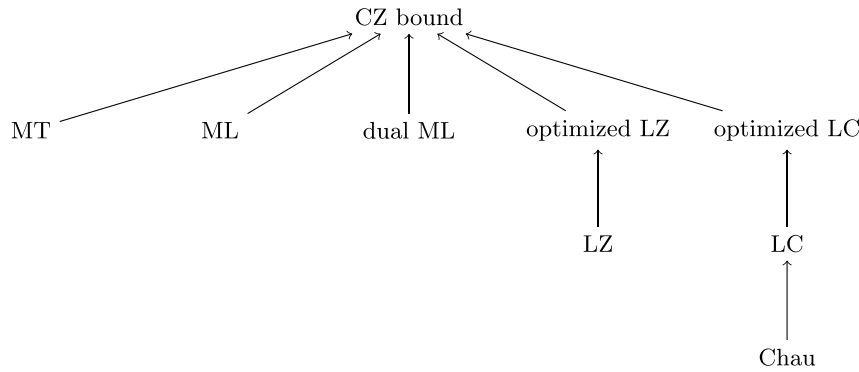 CZ bound
MT
ML
dual ML
optimized LZ
optimized LC
LZ
LC
Chau